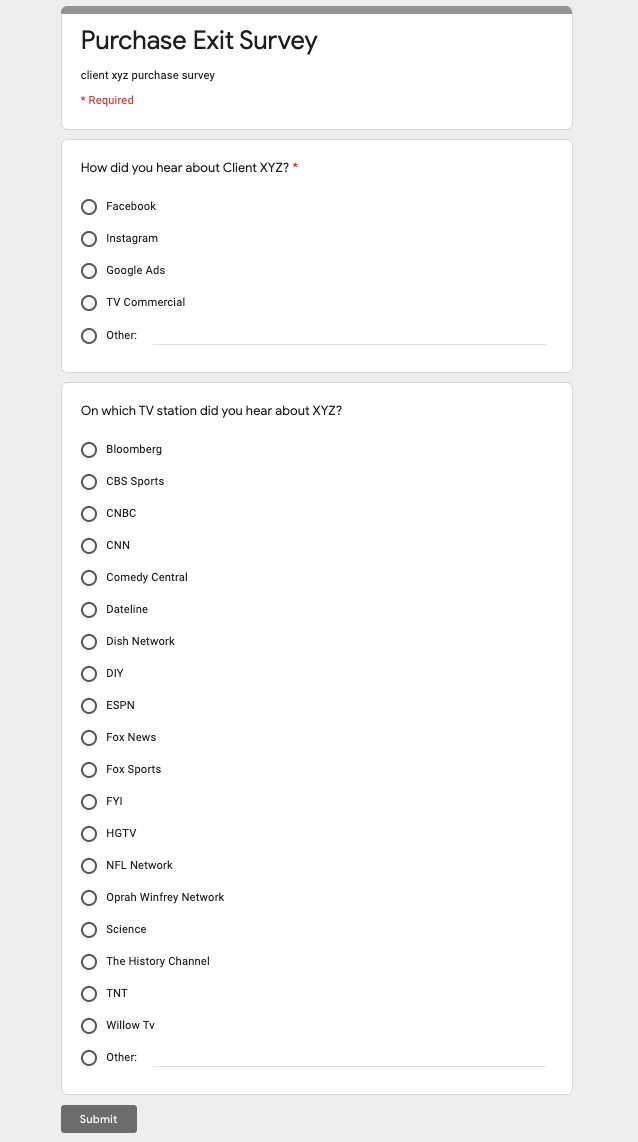 Purchase Exit Survey
client xyz purchase survey
* Required
How did you hear about Client XYZ? *
Facebook
Instagram
Google Ads
TV Commercial
Other:
On which TV station did you hear about XYZ?
Bloomberg
CBS Sports
CNBC
CNN
Comedy Central
Dateline
Dish Network
DIY
ESPN
Fox News
Fox Sports
FYI
HGTV
NFL Network
Oprah Winfrey Network
Science
The History Channel
TNT
Willow Tv
Other:
Submit